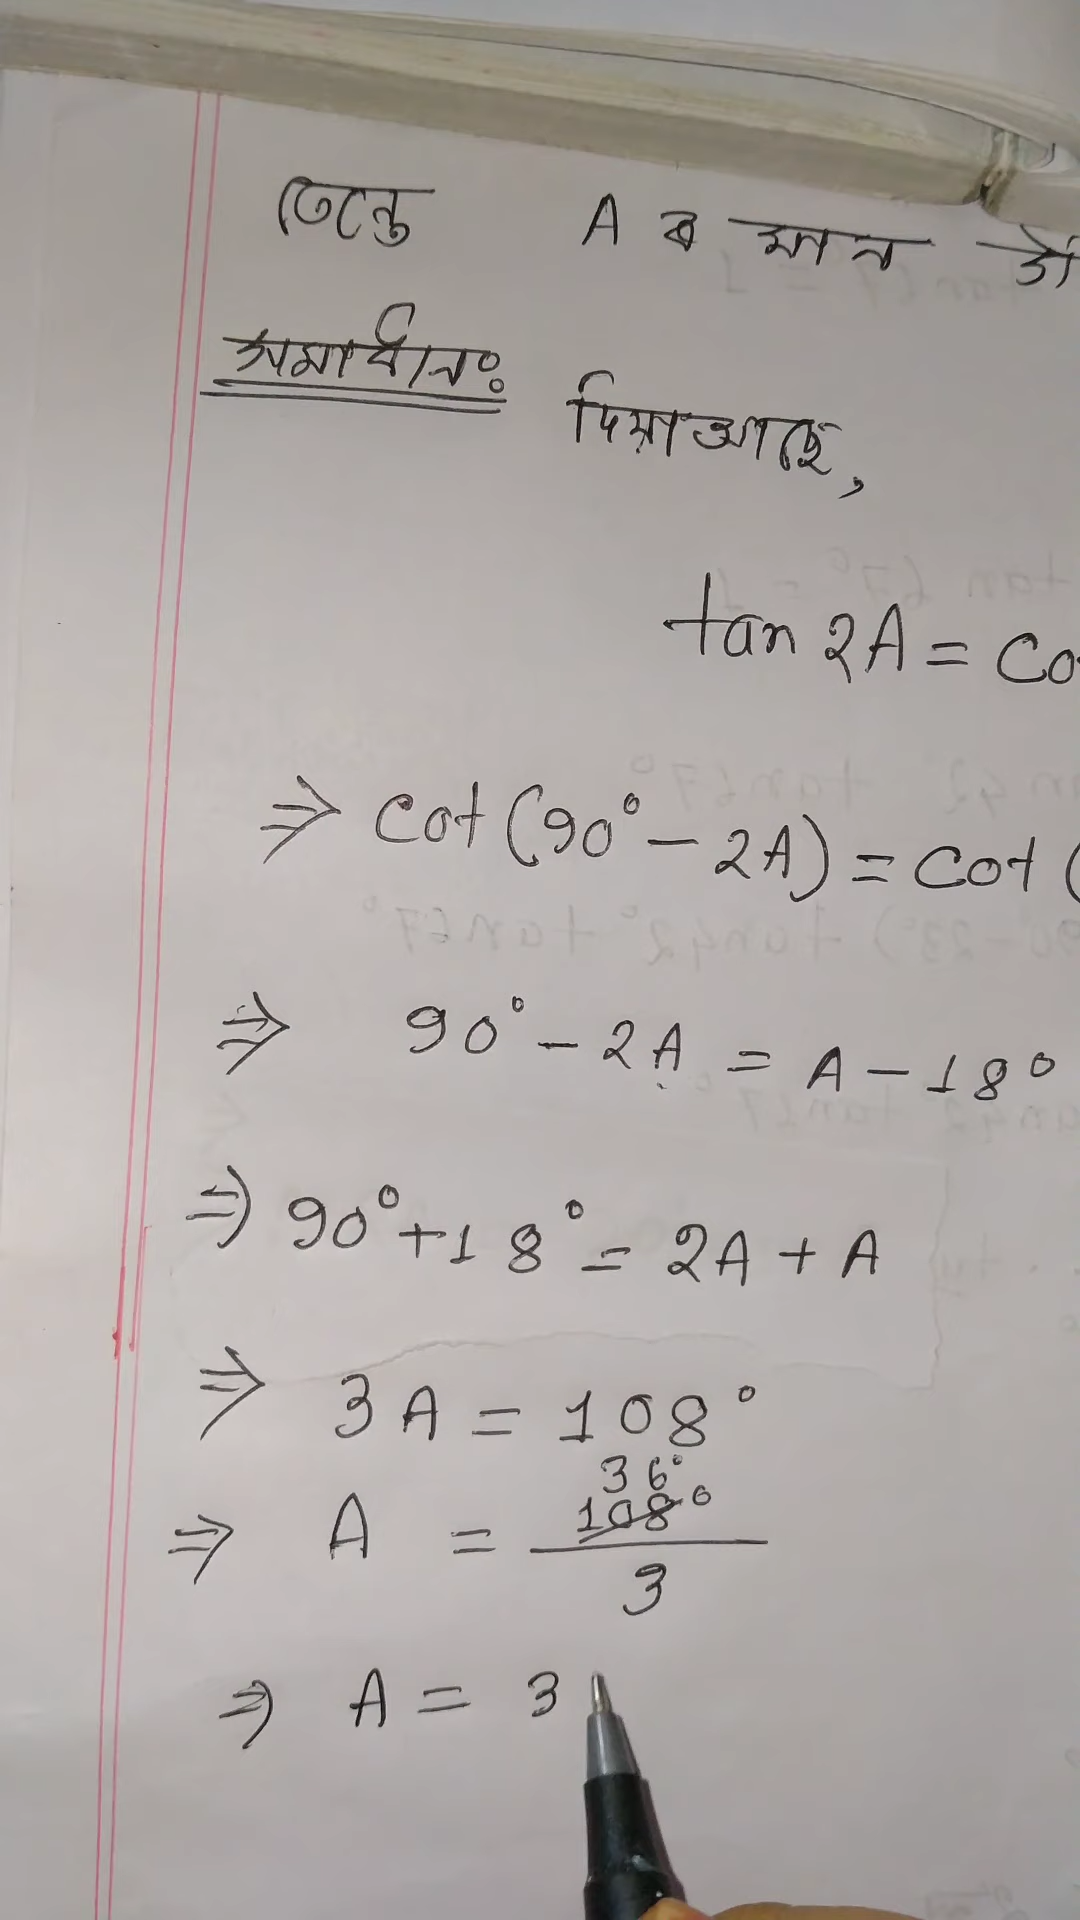 তেন্তে A ৰ মান
সমাধানঃ দিয়া আছে,
tan 2A = Co
⇒ Cot (90° - 2A) = Cot (
⇒ 90° - 2A = A - 18°
⇒ 90° + 18° = 2A + A
⇒ 3A = 108°
36°
⇒ A = 108° / 3
⇒ A = 3